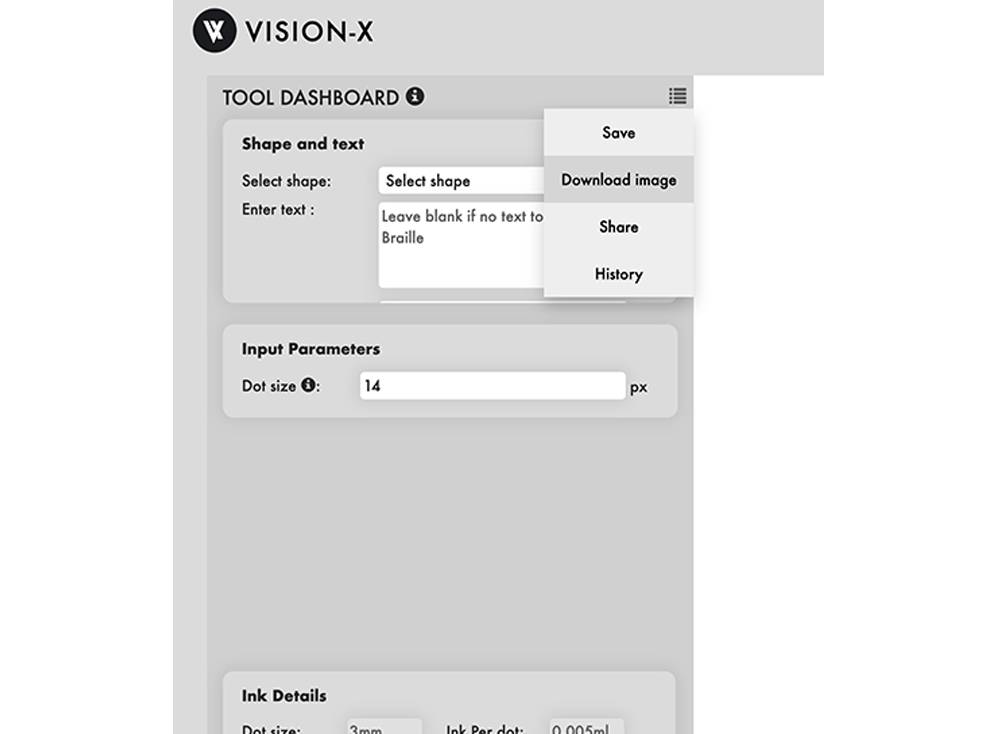 VISION-X
TOOL DASHBOARD
Save
Shape and text
Select shape:
Select shape
Download image
Enter text :
Leave blank if no text to
Braille
Share
History
Input Parameters
Dot size :
14
px
Ink Details
Dot size:
3mm
Ink Per dot:
0.005ml